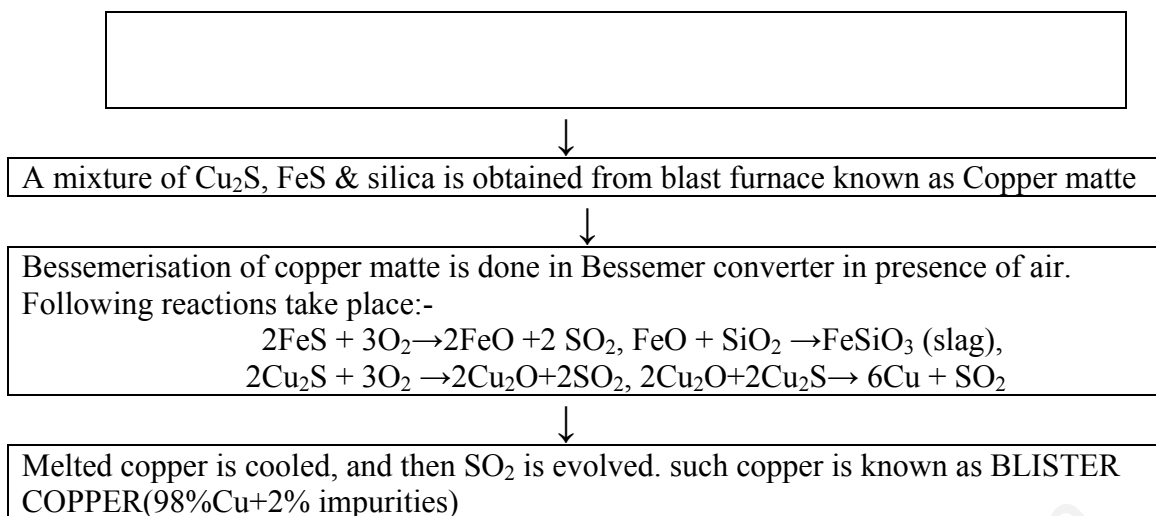 ↓
A mixture of Cu₂S, FeS & silica is obtained from blast furnace known as Copper matte
↓
Bessemerisation of copper matte is done in Bessemer converter in presence of air.
Following reactions take place:-
2FeS + 3O₂→2FeO +2 SO₂, FeO + SiO₂ →FeSiO₃ (slag),
2Cu₂S + 3O₂ →2Cu₂O+2SO₂, 2Cu₂O+2Cu₂S→ 6Cu + SO₂
↓
Melted copper is cooled, and then SO₂ is evolved. such copper is known as BLISTER
COPPER(98%Cu+2% impurities)